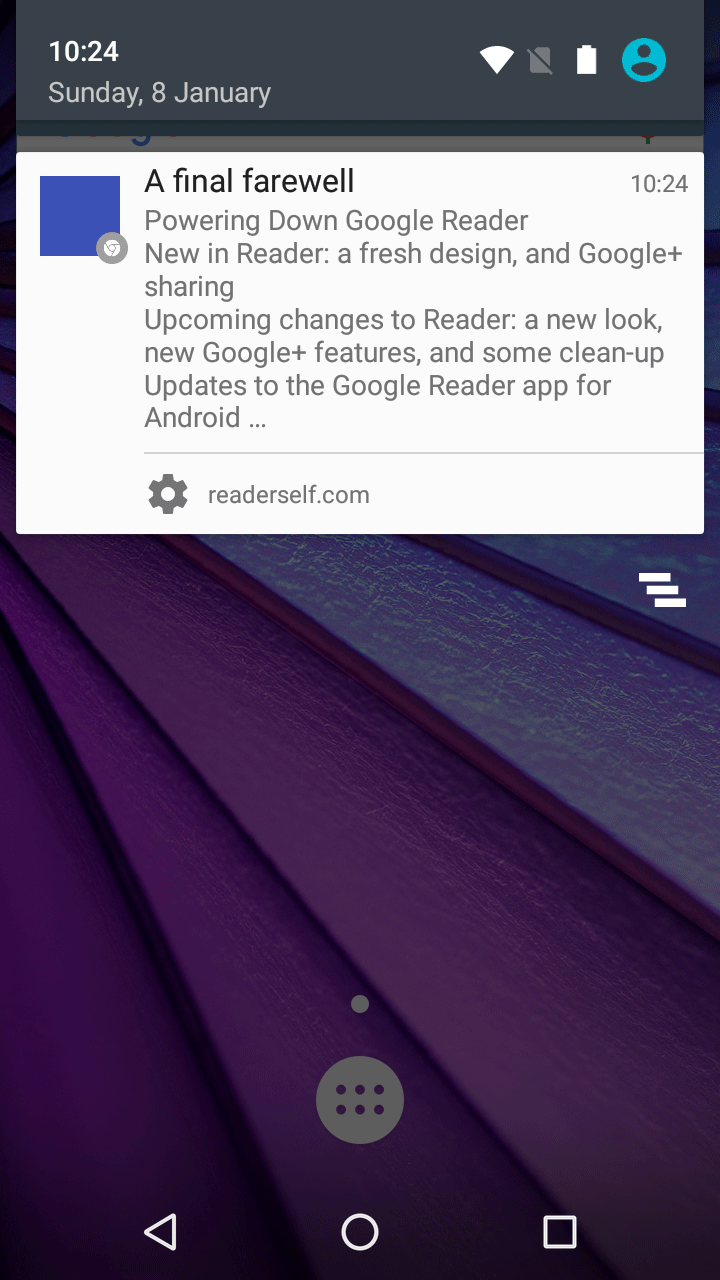 10:24
Sunday, 8 January
A final farewell
10:24
Powering Down Google Reader
New in Reader: a fresh design, and Google+
sharing
Upcoming changes to Reader: a new look,
new Google+ features, and some clean-up
Updates to the Google Reader app for
Android ...
readerself.com